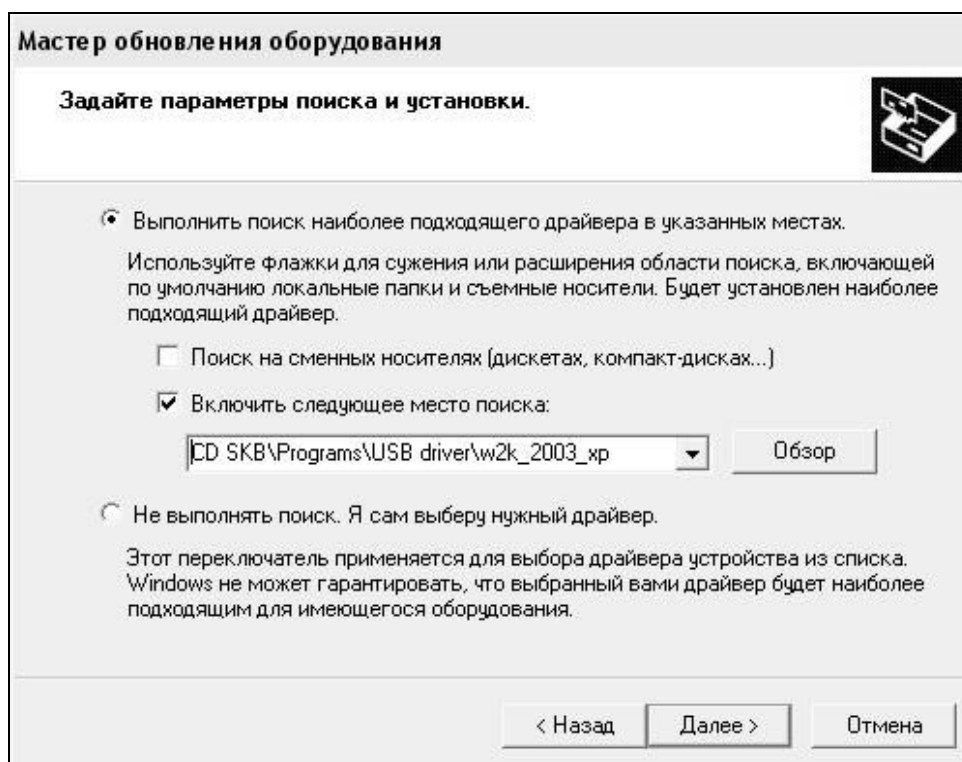 Мастер обновления оборудования
Задайте параметры поиска и установки.
Выполнить поиск наиболее подходящего драйвера в указанных местах.
Используйте флажки для сужения или расширения области поиска, включающей
по умолчанию локальные папки и съемные носители. Будет установлен наиболее
подходящий драйвер.
Поиск на сменных носителях (дискетах, компакт-дисках...)
Включить следующее место поиска:
CD SKB\Programs\USB driver\w2k_2003_xp
Обзор
Не выполнять поиск. Я сам выберу нужный драйвер.
Этот переключатель применяется для выбора драйвера устройства из списка.
Windows не может гарантировать, что выбранный вами драйвер будет наиболее
подходящим для имеющегося оборудования.
< Назад
Далее >
Отмена